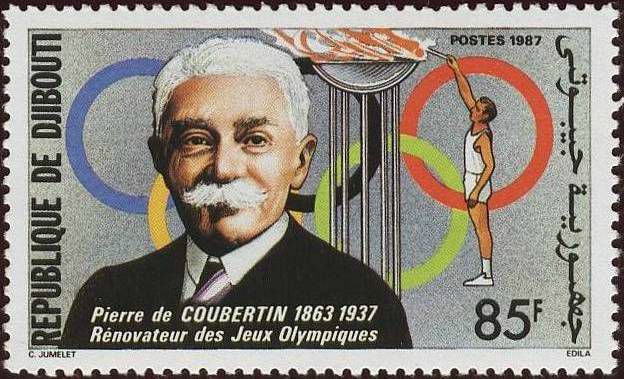 REPUBLIQUE DE DJIBOUTI
POSTES 1987
جمهورية جيبوتي
Pierre de COUBERTIN 1863 1937
Rénovateur des Jeux Olympiques
85F
C. JUMELET
EDILA